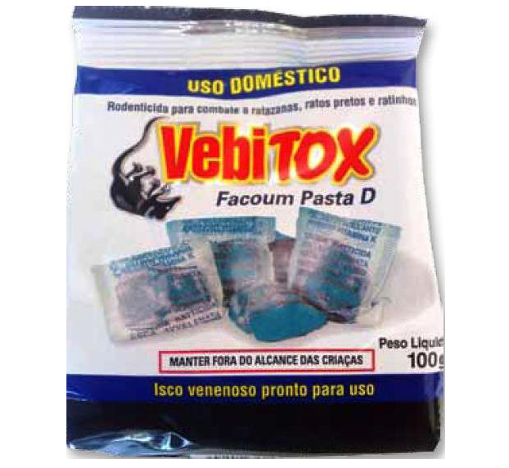 USO DOMÉSTICO
Rodenticida para combate a ratazanas, ratos pretos e ratinhos
VebiTOX
Facoum Pasta D
Peso Líquido
100g
MANTER FORA DO ALCANCE DAS CRIAÇAS
Isco venenoso pronto para uso